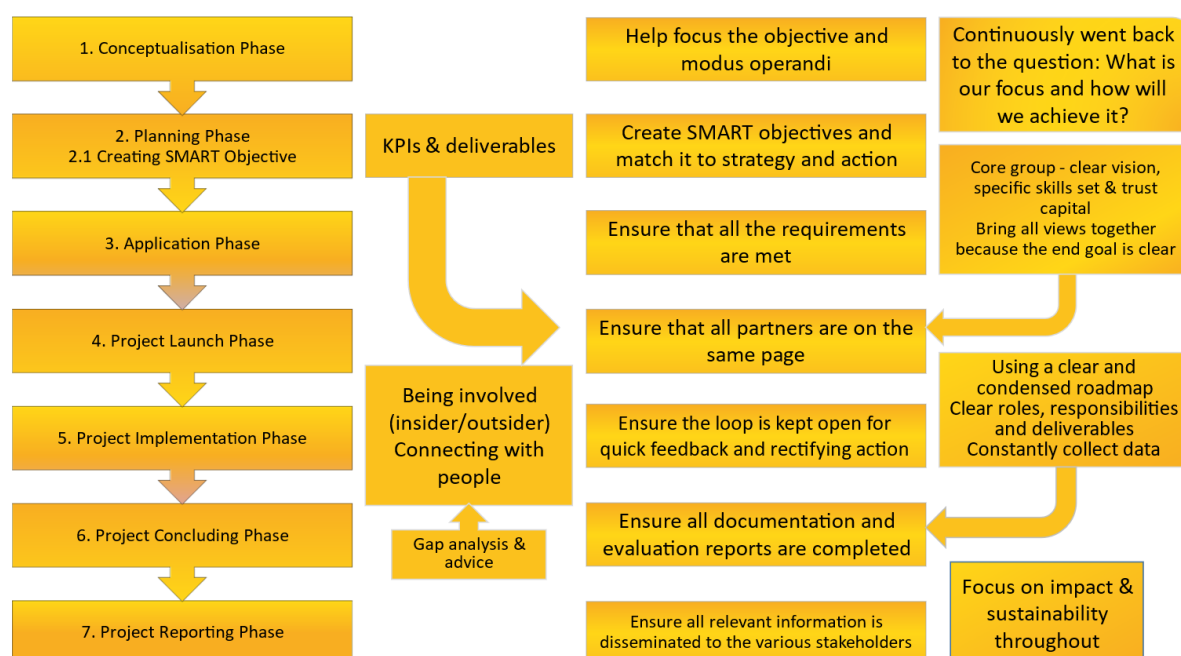 1. Conceptualisation Phase
2. Planning Phase
2.1 Creating SMART Objective
3. Application Phase
4. Project Launch Phase
5. Project Implementation Phase
6. Project Concluding Phase
7. Project Reporting Phase
KPIs & deliverables
Being involved
(insider/outsider)
Connecting with
people
Gap analysis &
advice
Help focus the objective and
modus operandi
Create SMART objectives and
match it to strategy and action
Ensure that all the requirements
are met
Ensure that all partners are on the
same page
Ensure the loop is kept open for
quick feedback and rectifying action
Ensure all documentation and
evaluation reports are completed
Ensure all relevant information is
disseminated to the various stakeholders
Continuously went back
to the question: What is
our focus and how will
we achieve it?
Core group - clear vision,
specific skills set & trust
capital
Bring all views together
because the end goal is clear
Using a clear and
condensed roadmap
Clear roles, responsibilities
and deliverables
Constantly collect data
Focus on impact &
sustainability
throughout